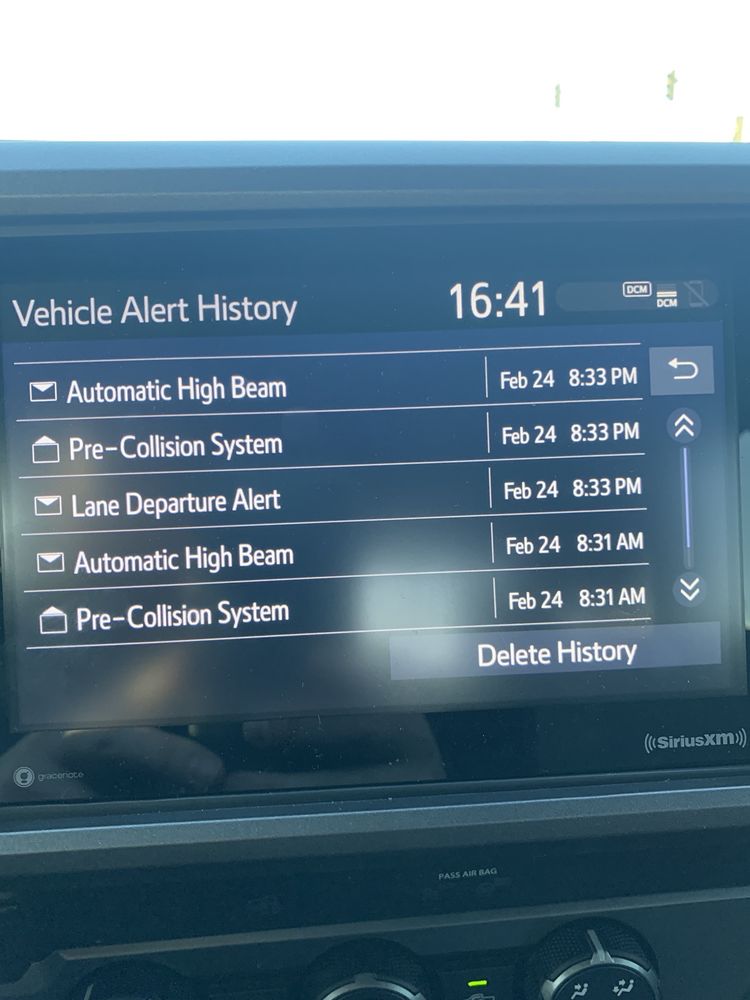 Vehicle Alert History 16:41 DCM
DCM
Automatic High Beam Feb 24 8:33 PM
Pre-Collision System Feb 24 8:33 PM
Lane Departure Alert Feb 24 8:33 PM
Automatic High Beam Feb 24 8:31 AM
Pre-Collision System Feb 24 8:31 AM
Delete History
((SiriusXM))
gracenote
PASS AIR BAG